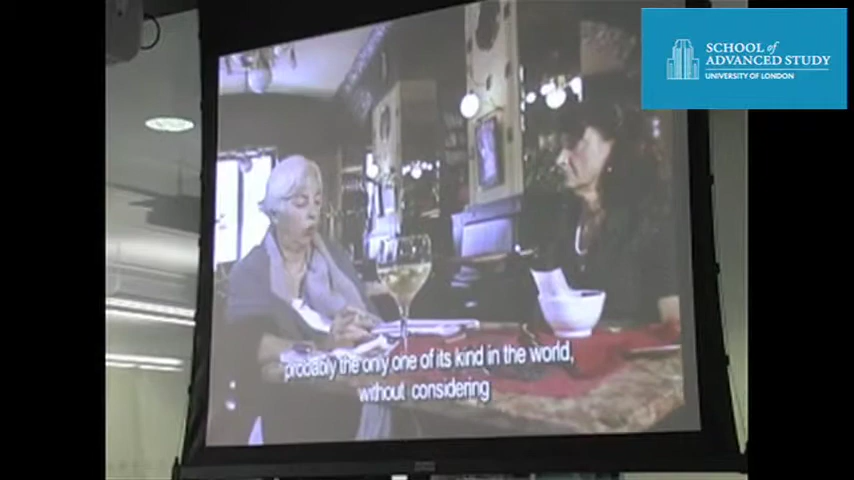 SCHOOL of
ADVANCED STUDY
UNIVERSITY OF LONDON
probably the only one of its kind in the world,
without considering